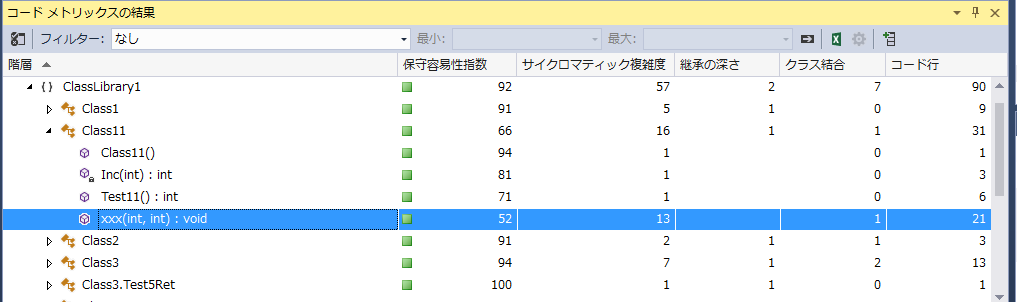 コード メトリックスの結果
フィルター: なし 最小: 最大:
階層 保守容易性指数 サイクロマティック複雑度 継承の深さ クラス結合 コード行
{ } ClassLibrary1 92 57 2 7 90
Class1 91 5 1 0 9
Class11 66 16 1 1 31
Class11() 94 1 0 1
Inc(int) : int 81 1 0 3
Test11() : int 71 1 0 6
xxx(int, int) : void 52 13 1 21
Class2 91 2 1 1 3
Class3 94 7 1 2 13
Class3.Test5Ret 100 1 1 0 1